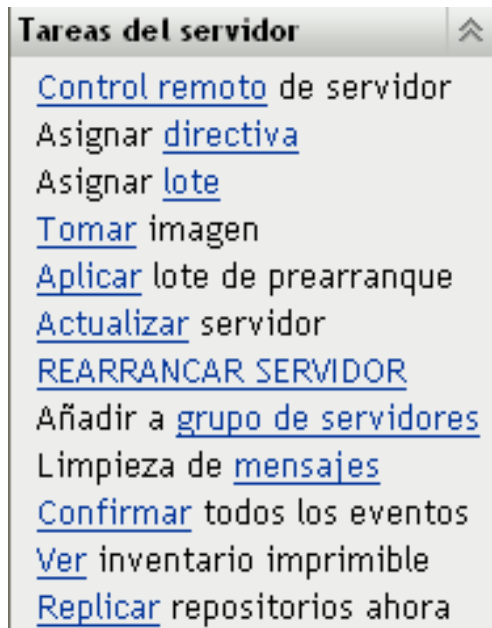 Tareas del servidor
Control remoto de servidor
Asignar directiva
Asignar lote
Tomar imagen
Aplicar lote de prearranque
Actualizar servidor
REARRANCAR SERVIDOR
Añadir a grupo de servidores
Limpieza de mensajes
Confirmar todos los eventos
Ver inventario imprimible
Replicar repositorios ahora